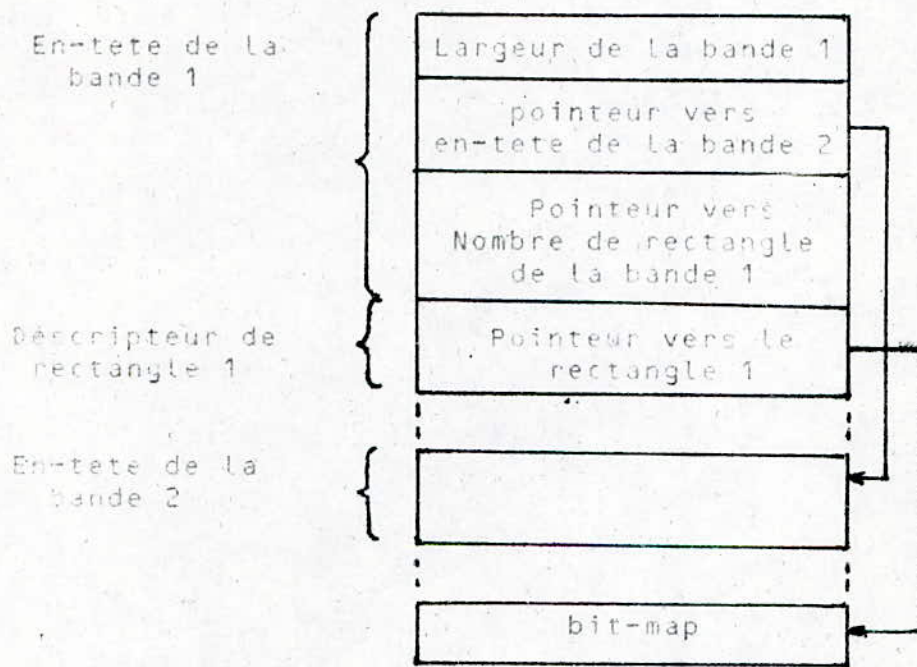 En-tete de la
bande 1
Largeur de la bande 1
pointeur vers
en-tete de la bande 2
Pointeur vers
Nombre de rectangle
de la bande 1
Déscripteur de
rectangle 1
Pointeur vers le
rectangle 1
En-tete de la
bande 2
bit-map